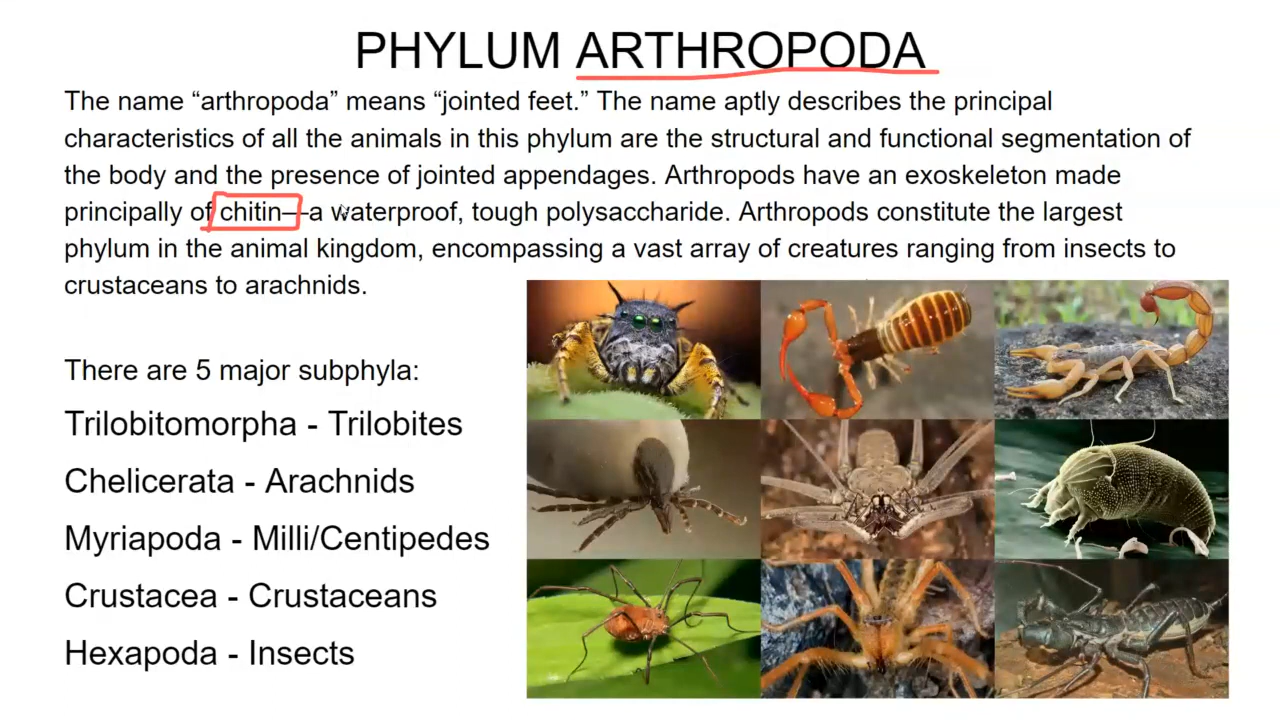 PHYLUM ARTHROPODA
The name “arthropoda” means “jointed feet.” The name aptly describes the principal
characteristics of all the animals in this phylum are the structural and functional segmentation of
the body and the presence of jointed appendages. Arthropods have an exoskeleton made
principally of chitin—a waterproof, tough polysaccharide. Arthropods constitute the largest
phylum in the animal kingdom, encompassing a vast array of creatures ranging from insects to
crustaceans to arachnids.
There are 5 major subphyla:
Trilobitomorpha - Trilobites
Chelicerata - Arachnids
Myriapoda - Milli/Centipedes
Crustacea - Crustaceans
Hexapoda - Insects